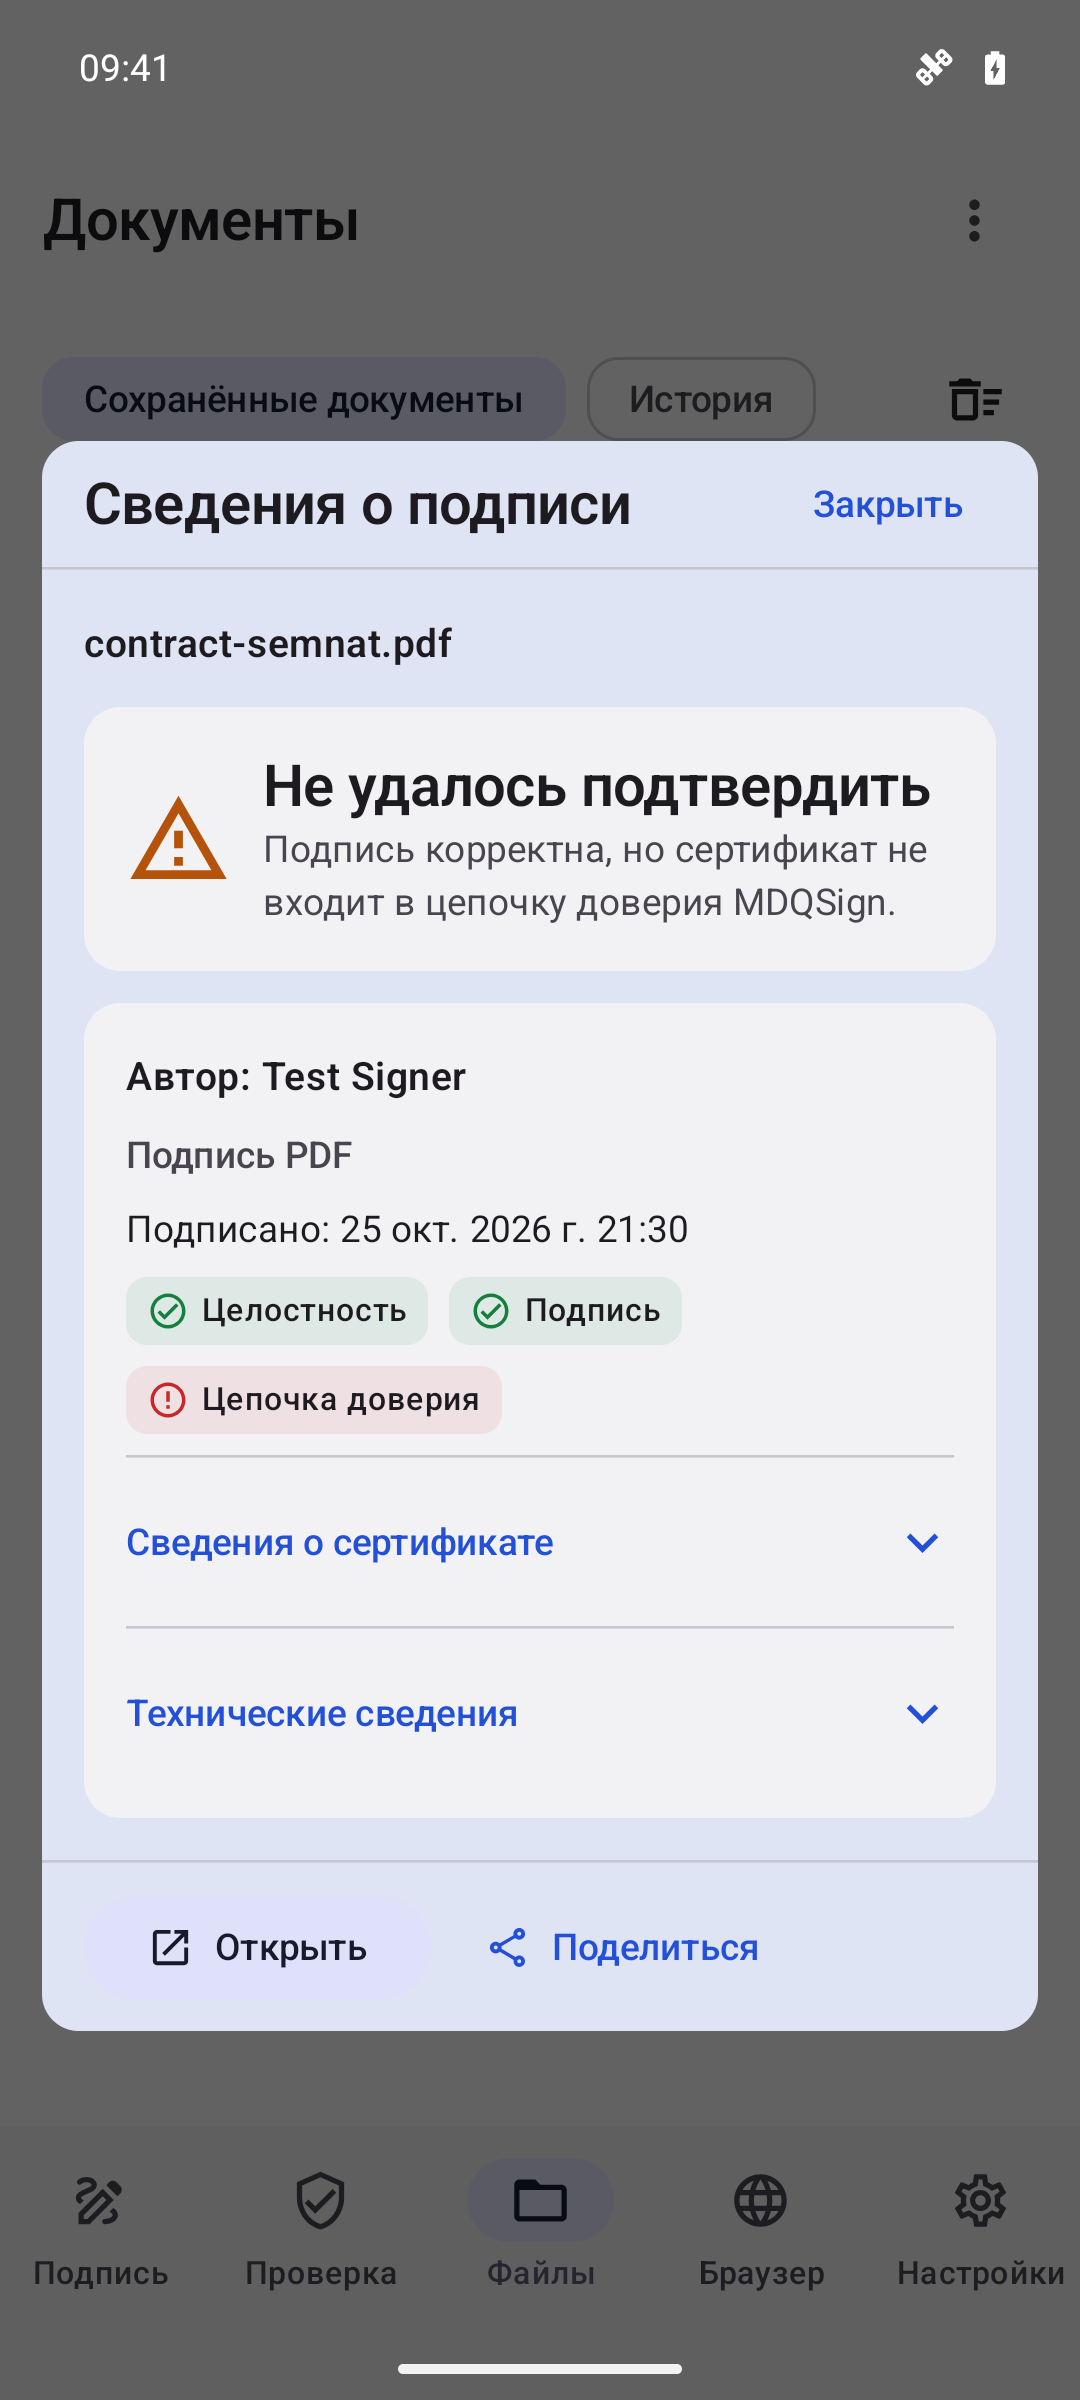 09:41
Документы
Сохранённые документы
История
Сведения о подписи
Закрыть
contract-semnat.pdf
Не удалось подтвердить
Подпись корректна, но сертификат не
входит в цепочку доверия MDQSign.
Автор: Test Signer
Подпись PDF
Подписано: 25 окт. 2026 г. 21:30
Целостность
Подпись
Цепочка доверия
Сведения о сертификате
Технические сведения
Открыть
Поделиться
Подпись
Проверка
Файлы
Браузер
Настройки